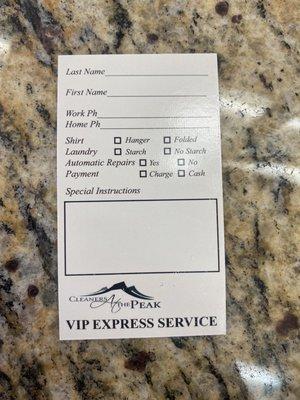 Last Name
First Name
Work Ph
Home Ph
Shirt Hanger Folded
Laundry Starch No Starch
Automatic Repairs Yes No
Payment Charge Cash
Special Instructions
CLEANERS At THE PEAK
VIP EXPRESS SERVICE